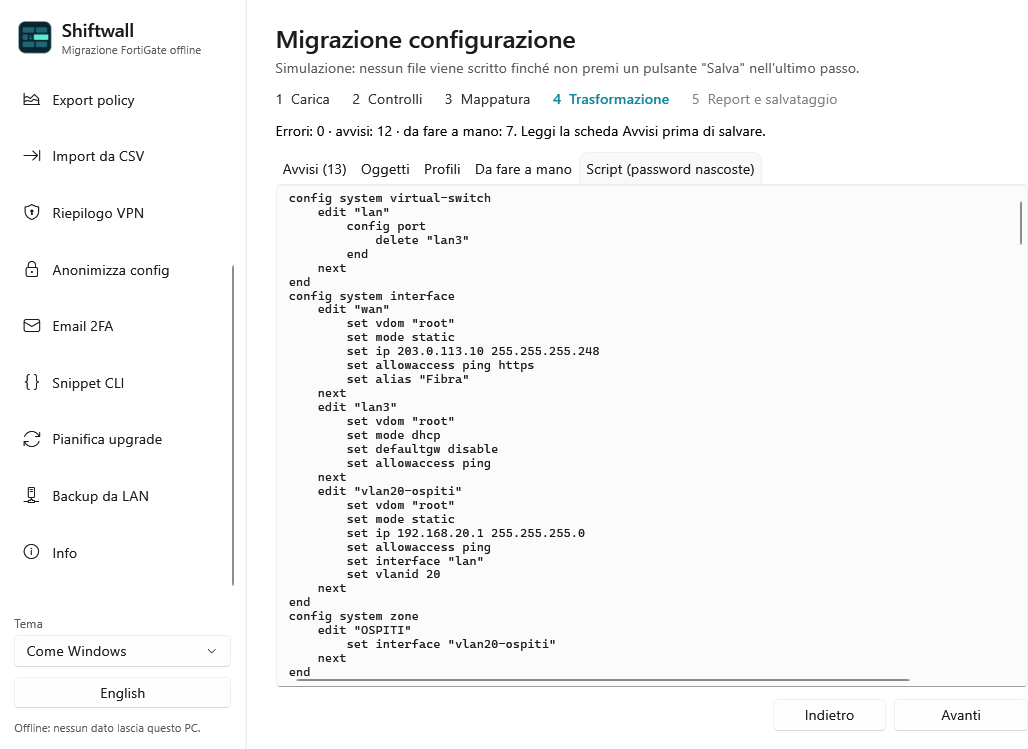 Shiftwall
Migrazione FortiGate offline
Export policy
Import da CSV
Riepilogo VPN
Anonimizza config
Email 2FA
Snippet CLI
Pianifica upgrade
Backup da LAN
Info
Tema
Come Windows
English
Offline: nessun dato lascia questo PC.
Migrazione configurazione
Simulazione: nessun file viene scritto finché non premi un pulsante "Salva" nell'ultimo passo.
1 Carica 2 Controlli 3 Mappatura 4 Trasformazione 5 Report e salvataggio
Errori: 0 · avvisi: 12 · da fare a mano: 7. Leggi la scheda Avvisi prima di salvare.
Avvisi (13) Oggetti Profili Da fare a mano Script (password nascoste)
config system virtual-switch
    edit "lan"
        config port
            delete "lan3"
        end
    next
end
config system interface
    edit "wan"
        set vdom "root"
        set mode static
        set ip 203.0.113.10 255.255.255.248
        set allowaccess ping https
        set alias "Fibra"
    next
    edit "lan3"
        set vdom "root"
        set mode dhcp
        set defaultgw disable
        set allowaccess ping
    next
    edit "vlan20-ospiti"
        set vdom "root"
        set mode static
        set ip 192.168.20.1 255.255.255.0
        set allowaccess ping
        set interface "lan"
        set vlanid 20
    next
end
config system zone
    edit "OSPITI"
        set interface "vlan20-ospiti"
    next
end
Indietro Avanti